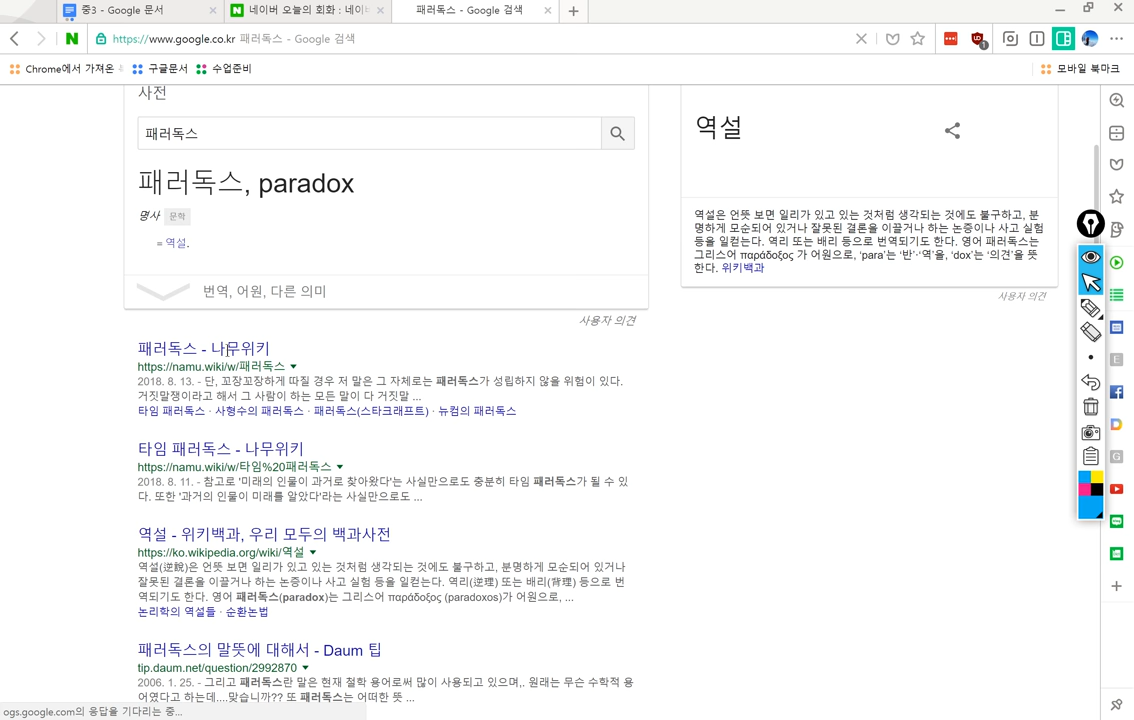 중3 - Google 문서
네이버 오늘의 회화 : 네이버
패러독스 - Google 검색
https://www.google.co.kr 패러독스 - Google 검색
Chrome에서 가져온
구글문서
수업준비
모바일 북마크
사전
패러독스
패러독스, paradox
명사 문학
= 역설.
번역, 어원, 다른 의미
사용자 의견
역설
역설은 언뜻 보면 일리가 있고 있는 것처럼 생각되는 것에도 불구하고, 분
명하게 모순되어 있거나 잘못된 결론을 이끌거나 하는 논증이나 사고 실험
등을 일컫는다. 역리 또는 배리 등으로 번역되기도 한다. 영어 패러독스는
그리스어 παράδοξος 가 어원으로, ‘para’는 ‘반’·‘역’을, ‘dox’는 ‘의견’을 뜻
한다. 위키백과
사용자 의견
패러독스 - 나무위키
https://namu.wiki/w/패러독스
2018. 8. 13. - 단, 꼬장꼬장하게 따질 경우 저 말은 그 자체로는 패러독스가 성립하지 않을 위험이 있다.
거짓말쟁이라고 해서 그 사람이 하는 모든 말이 다 거짓말 ...
타임 패러독스 · 사형수의 패러독스 · 패러독스(스타크래프트) · 뉴컴의 패러독스
타임 패러독스 - 나무위키
https://namu.wiki/w/타임%20패러독스
2018. 8. 11. - 참고로 '미래의 인물이 과거로 찾아왔다'는 사실만으로도 충분히 타임 패러독스가 될 수 있
다. 또한 '과거의 인물이 미래를 알았다'라는 사실만으로도 ...
역설 - 위키백과, 우리 모두의 백과사전
https://ko.wikipedia.org/wiki/역설
역설(逆說)은 언뜻 보면 일리가 있고 있는 것처럼 생각되는 것에도 불구하고, 분명하게 모순되어 있거나
잘못된 결론을 이끌거나 하는 논증이나 사고 실험 등을 일컫는다. 역리(逆理) 또는 배리(背理) 등으로 번
역되기도 한다. 영어 패러독스(paradox)는 그리스어 παράδοξος (paradoxos)가 어원으로, ...
논리학의 역설들 · 순환논법
패러독스의 말뜻에 대해서 - Daum 팁
tip.daum.net/question/2992870
2006. 1. 25. - 그리고 패러독스란 말은 현재 철학 용어로써 많이 사용되고 있으며,. 원래는 무슨 수학적 용
어였다고 하는데....맞습니까?? 또 패러독스는 어떠한 뜻 ...
ogs.google.com의 응답을 기다리는 중...